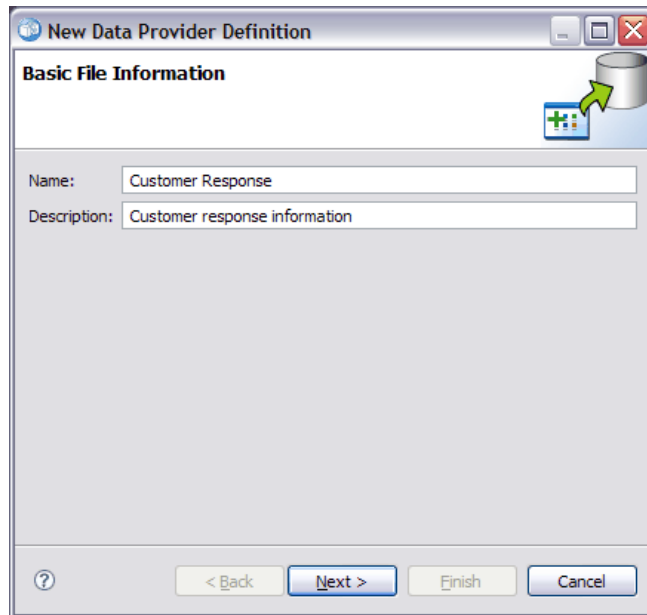 New Data Provider Definition
Basic File Information
Name: Customer Response
Description: Customer response information
? < Back Next > Finish Cancel